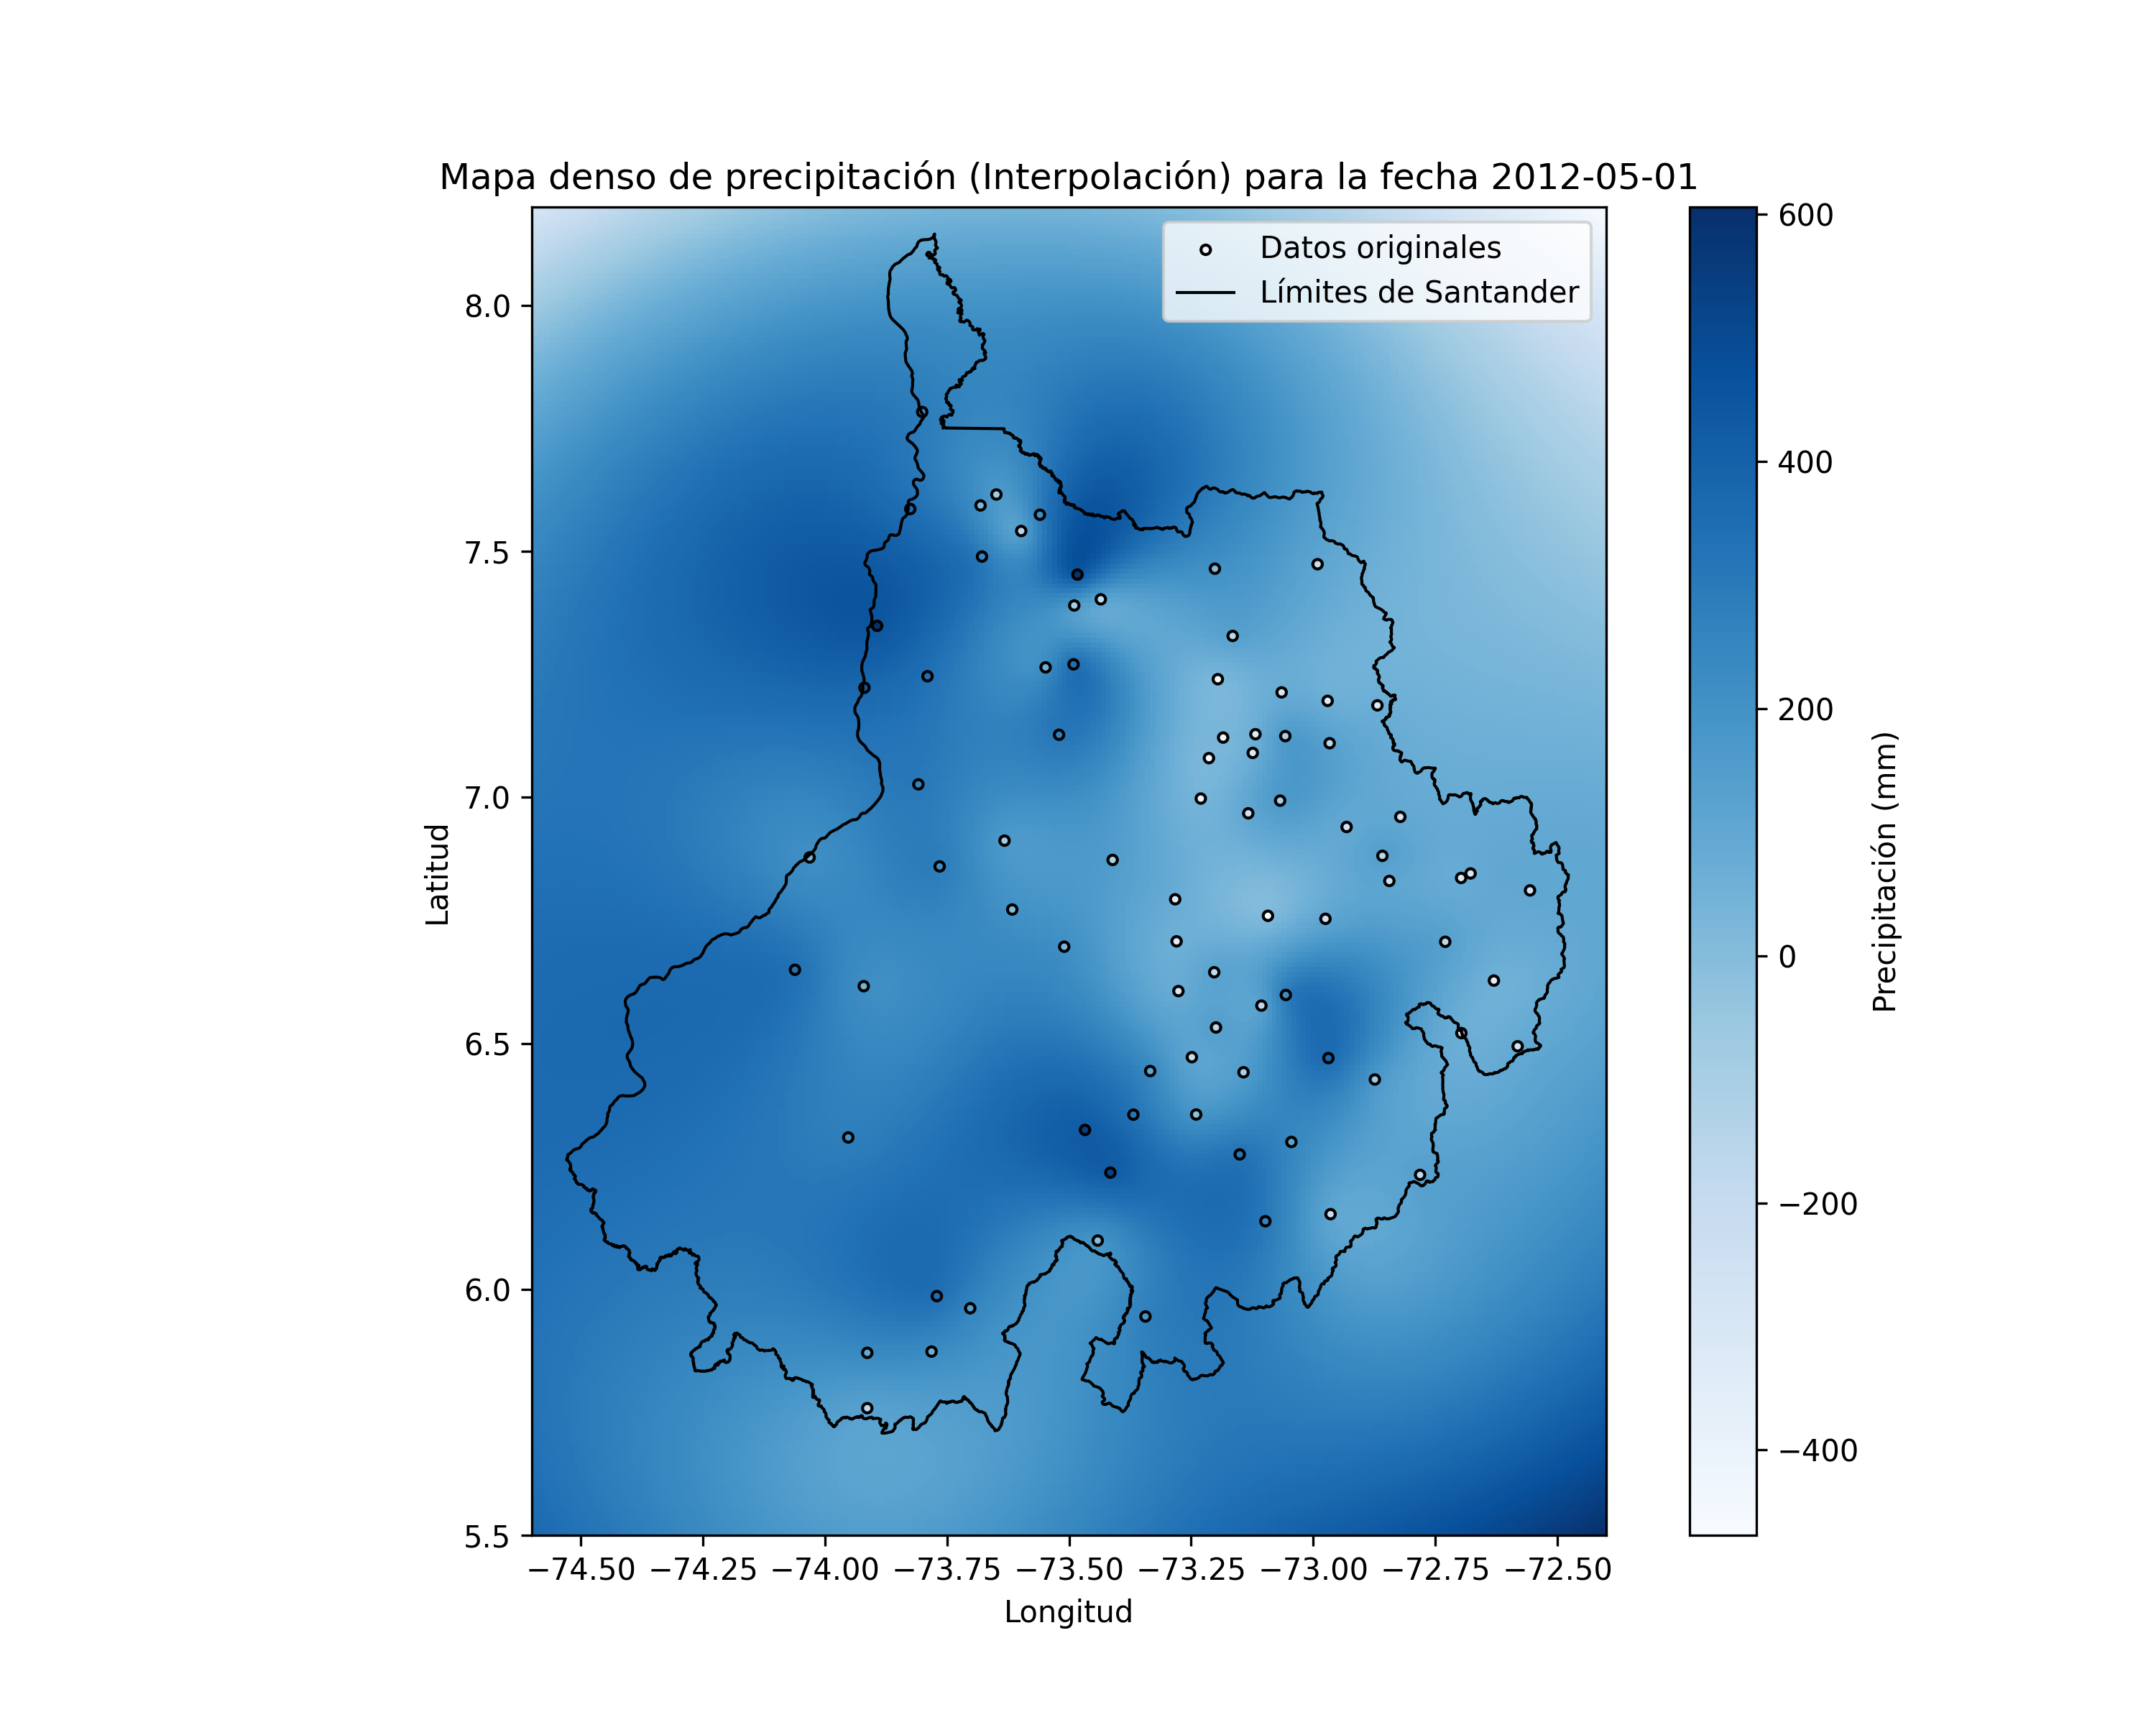 Mapa denso de precipitación (Interpolación) para la fecha 2012-05-01
Datos originales
Límites de Santander
8.0
7.5
7.0
6.5
6.0
5.5
Latitud
−74.50 −74.25 −74.00 −73.75 −73.50 −73.25 −73.00 −72.75 −72.50
Longitud
600
400
200
0
−200
−400
Precipitación (mm)